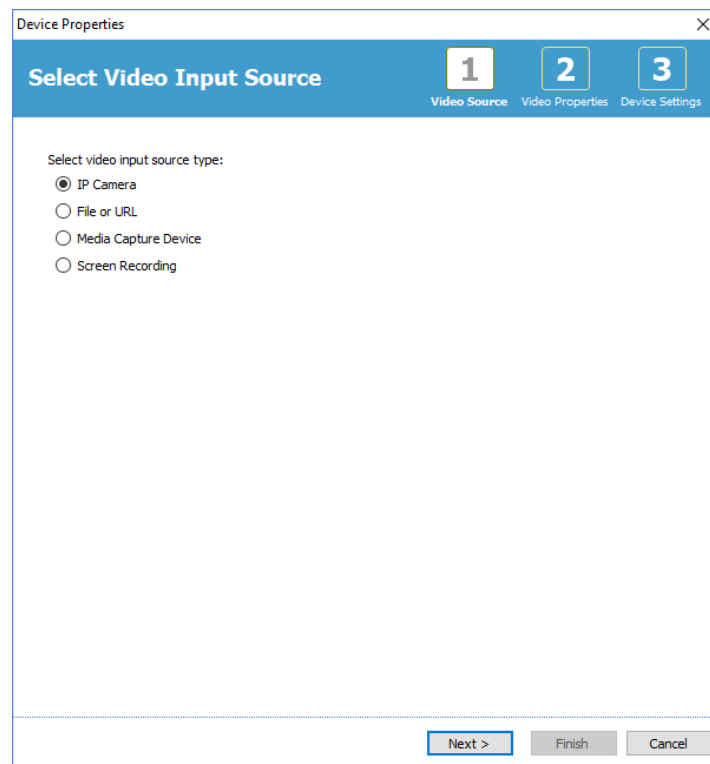 Device Properties
Select Video Input Source
1 2 3
Video Source Video Properties Device Settings
Select video input source type:
IP Camera
File or URL
Media Capture Device
Screen Recording
Next > Finish Cancel